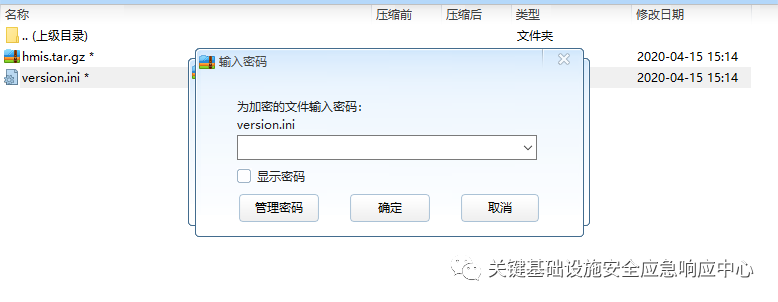 名称 压缩前 压缩后 类型 修改日期
.. (上级目录) 文件夹
hmis.tar.gz * 2020-04-15 15:14
version.ini * 2020-04-15 15:14
输入密码
为加密的文件输入密码：
version.ini
显示密码
管理密码 确定 取消
关键基础设施安全应急响应中心